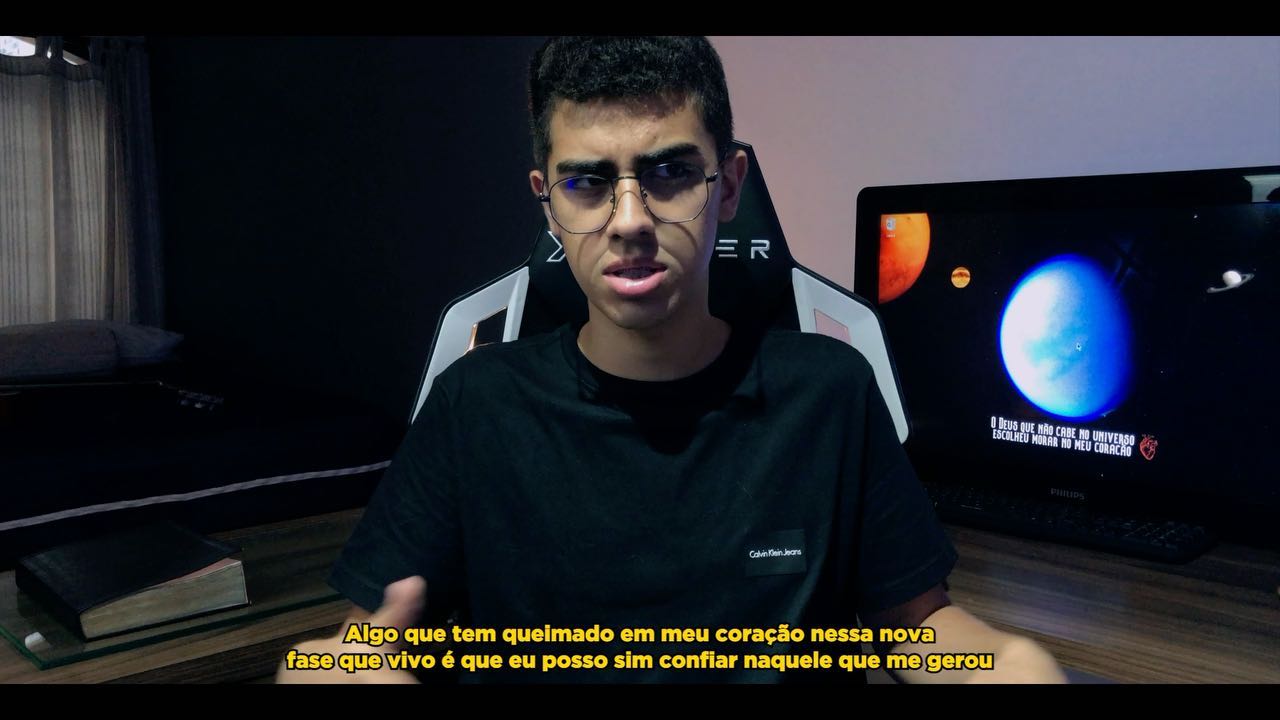 ER
O DEUS QUE NÃO CABE NO UNIVERSO
ESCOLHEU MORAR NO MEU CORAÇÃO
PHILIPS
Calvin Klein Jeans
Algo que tem queimado em meu coração nessa nova
fase que vivo é que eu posso sim confiar naquele que me gerou